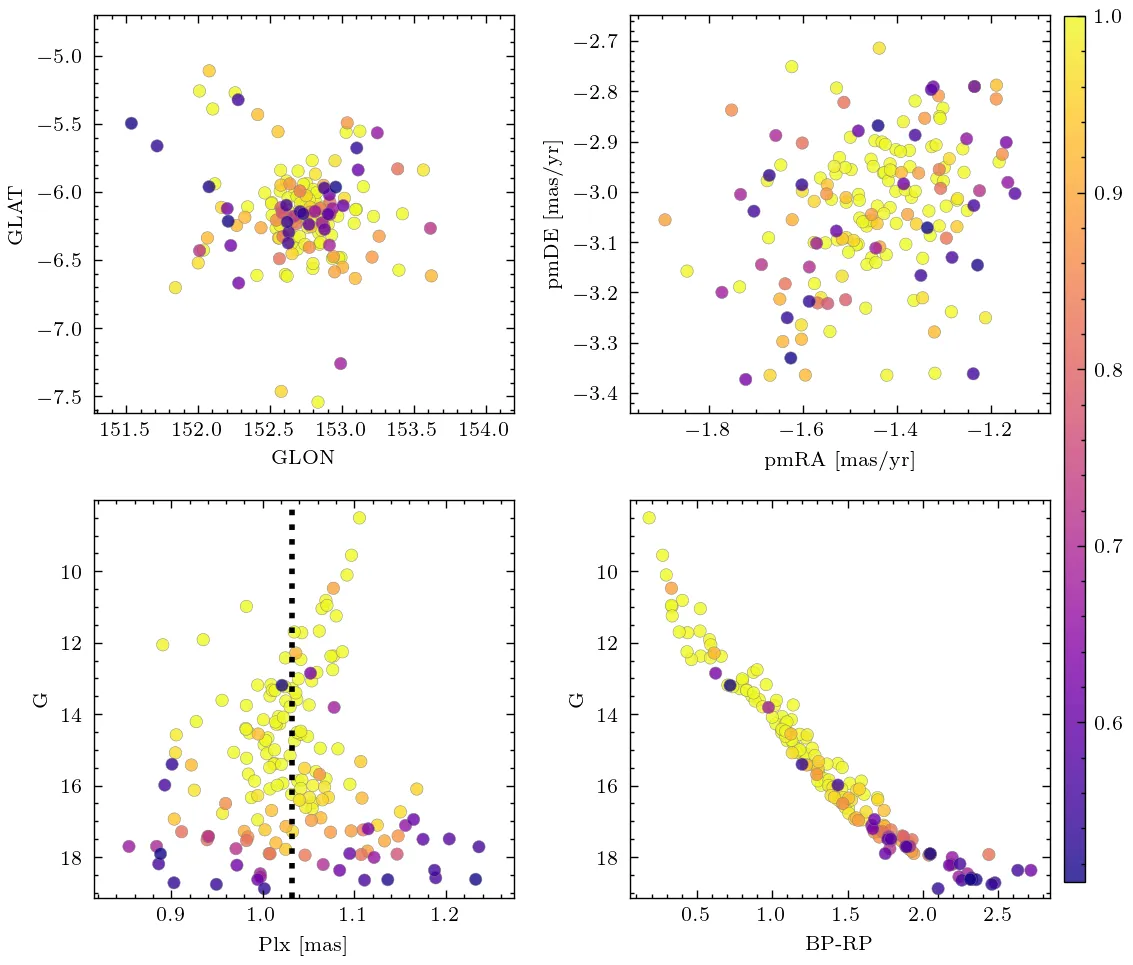 −5.0
−5.5
−6.0
−6.5
−7.0
−7.5
GLAT
151.5 152.0 152.5 153.0 153.5 154.0
GLON
−2.7
−2.8
−2.9
−3.0
−3.1
−3.2
−3.3
−3.4
pmDE [mas/yr]
−1.8 −1.6 −1.4 −1.2
pmRA [mas/yr]
1.0
0.9
0.8
0.7
0.6
10
12
14
16
18
G
0.9 1.0 1.1 1.2
Plx [mas]
10
12
14
16
18
G
0.5 1.0 1.5 2.0 2.5
BP-RP